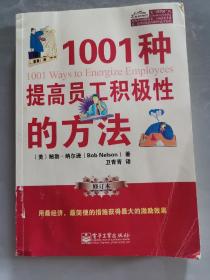 1001种
1001 Ways to Energize Employees
提高员工积极性
的方法
（美）鲍勃·纳尔逊（Bob Nelson） 著
卫青青 译
修订本
用最经济、最简便的措施获得最大的激励效果
电子工业出版社